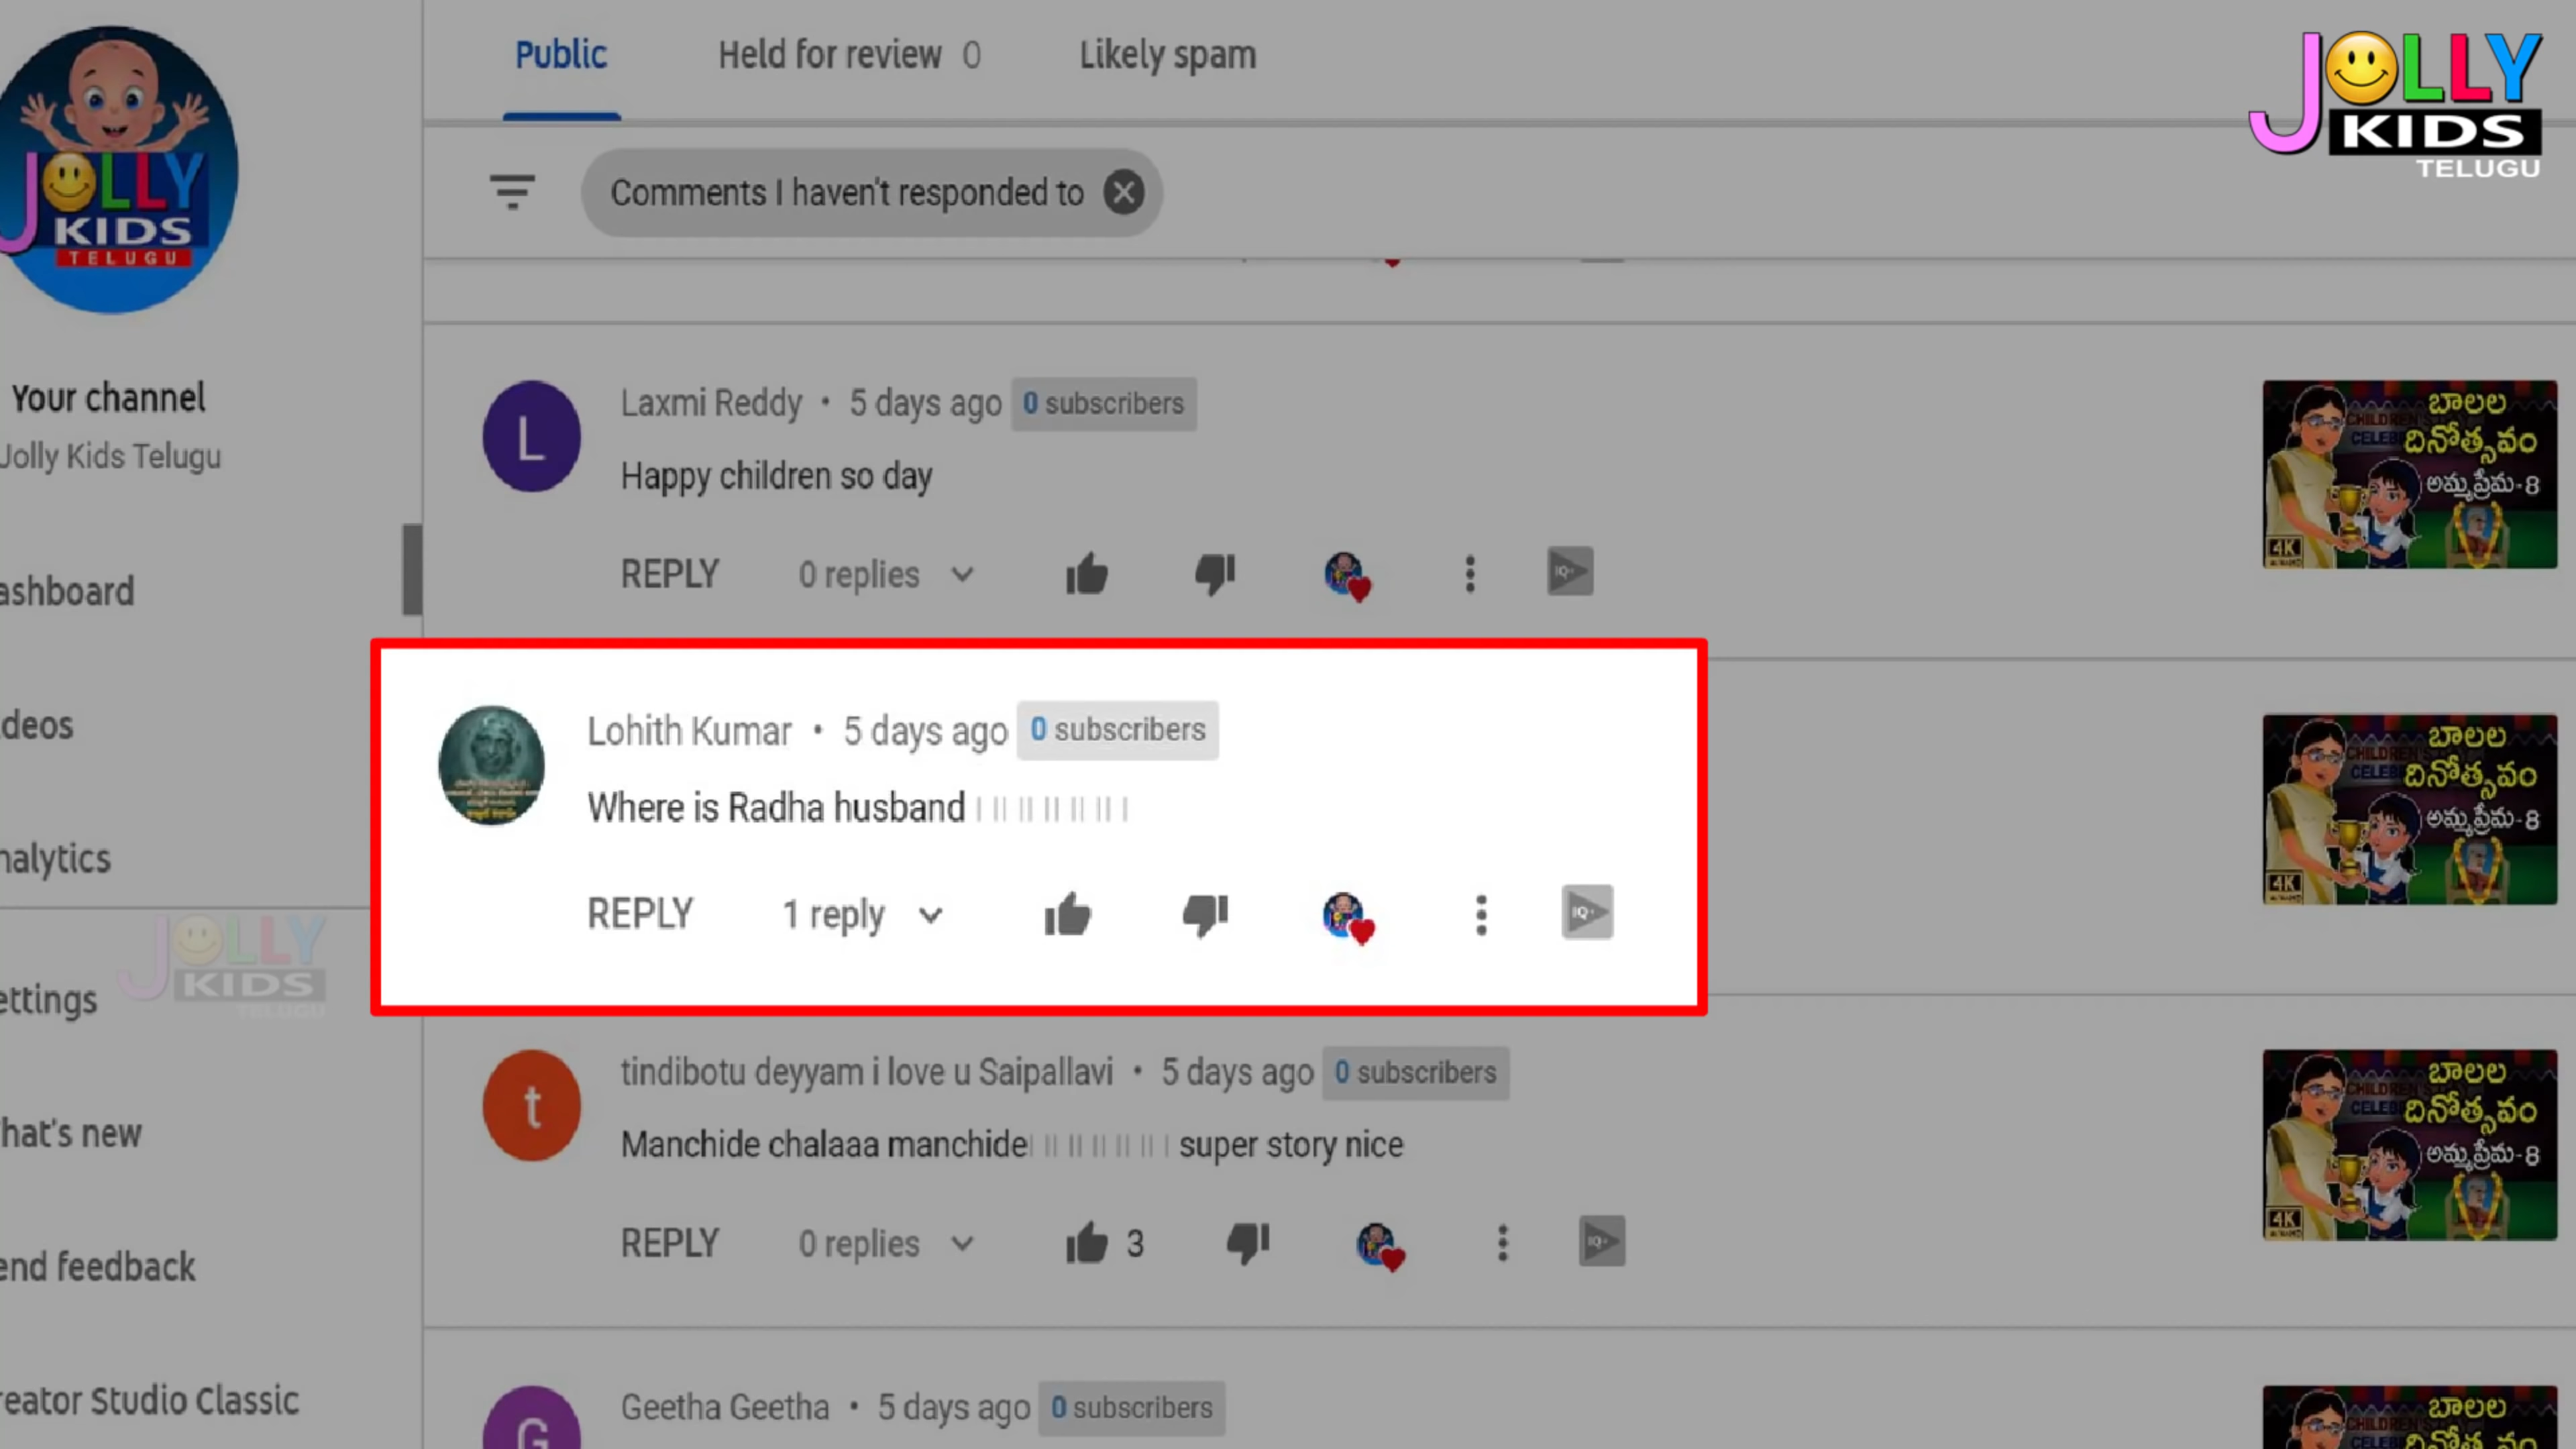 Public Held for review 0 Likely spam
JOLLY
KIDS
TELUGU
Comments I haven't responded to
JOLLY
KIDS
TELUGU
Your channel
Jolly Kids Telugu
ashboard
deos
nalytics
ettings
hat's new
end feedback
reator Studio Classic
JOLLY
KIDS
TELUGU
Laxmi Reddy • 5 days ago 0 subscribers
Happy children so day
REPLY 0 replies
బాలల
దినోత్సవం
అమ్మ ప్రేమ-8
4K
Lohith Kumar • 5 days ago 0 subscribers
Where is Radha husband
REPLY 1 reply
బాలల
దినోత్సవం
అమ్మ ప్రేమ-8
4K
tindibotu deyyam i love u Saipallavi • 5 days ago 0 subscribers
Manchide chalaaa manchide super story nice
REPLY 0 replies 3
బాలల
దినోత్సవం
అమ్మ ప్రేమ-8
4K
G
Geetha Geetha • 5 days ago 0 subscribers
బాలల